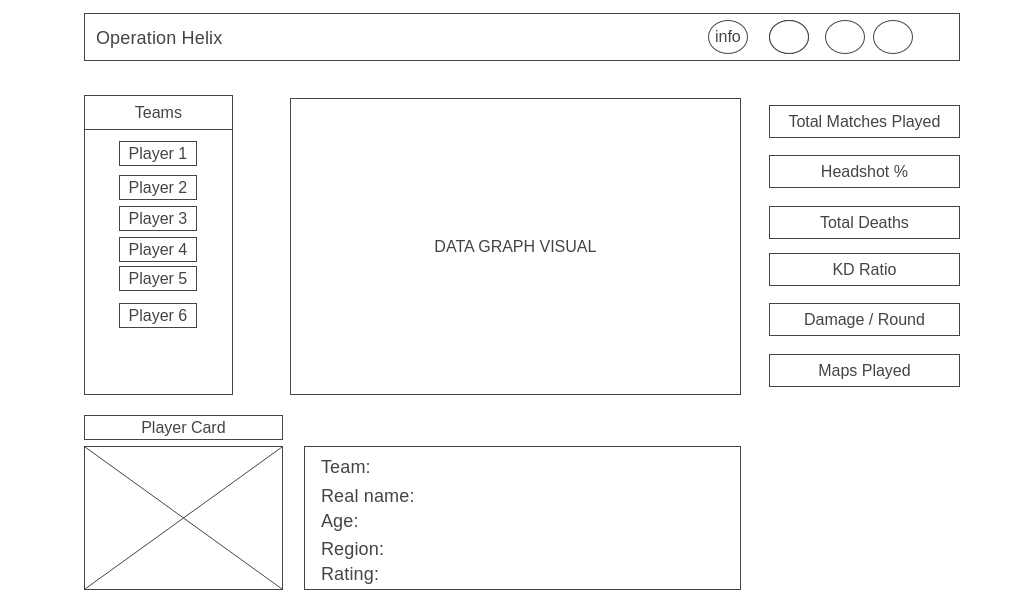 Operation Helix
info
Teams
Player 1
Player 2
Player 3
Player 4
Player 5
Player 6
DATA GRAPH VISUAL
Total Matches Played
Headshot %
Total Deaths
KD Ratio
Damage / Round
Maps Played
Player Card
Team:
Real name:
Age:
Region:
Rating: